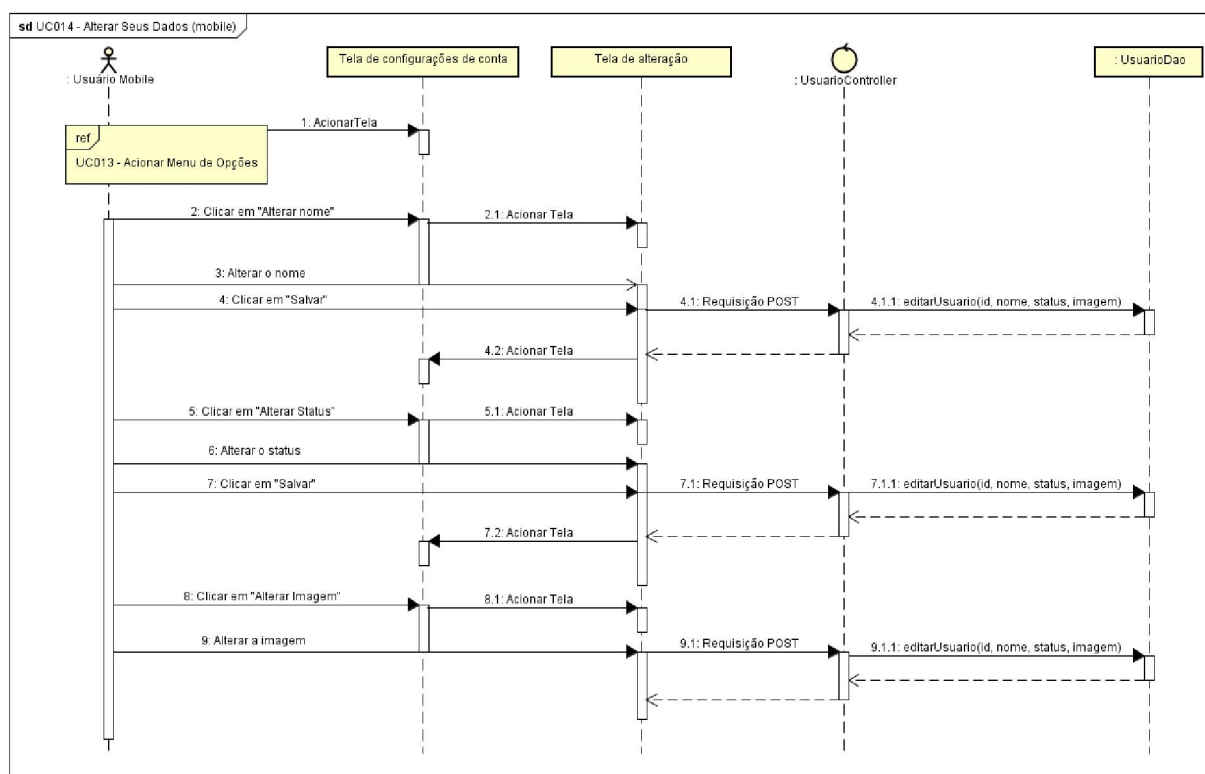 sd UC014 - Alterar Seus Dados (mobile)
: Usuário Mobile
Tela de configurações de conta
Tela de alteração
: UsuarioController
: UsuarioDao
ref
UC013 - Acionar Menu de Opções
1: AcionarTela
2: Clicar em "Alterar nome"
2.1: Acionar Tela
3: Alterar o nome
4: Clicar em "Salvar"
4.1: Requisição POST
4.1.1: editarUsuario(id, nome, status, imagem)
4.2: Acionar Tela
5: Clicar em "Alterar Status"
5.1: Acionar Tela
6: Alterar o status
7: Clicar em "Salvar"
7.1: Requisição POST
7.1.1: editarUsuario(id, nome, status, imagem)
7.2: Acionar Tela
8: Clicar em "Alterar Imagem"
8.1: Acionar Tela
9: Alterar a imagem
9.1: Requisição POST
9.1.1: editarUsuario(id, nome, status, imagem)